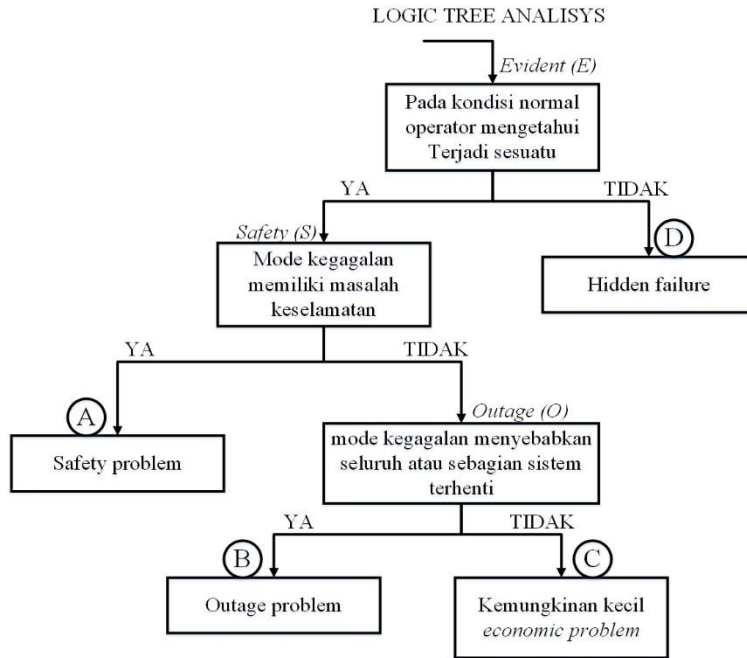 LOGIC TREE ANALISYS
Evident (E)
Pada kondisi normal
operator mengetahui
Terjadi sesuatu
YA
TIDAK
Safety (S)
D
Mode kegagalan
memiliki masalah
keselamatan
Hidden failure
YA
TIDAK
A
Outage (O)
Safety problem
mode kegagalan menyebabkan
seluruh atau sebagian sistem
terhenti
YA
TIDAK
B
C
Outage problem
Kemungkinan kecil
economic problem